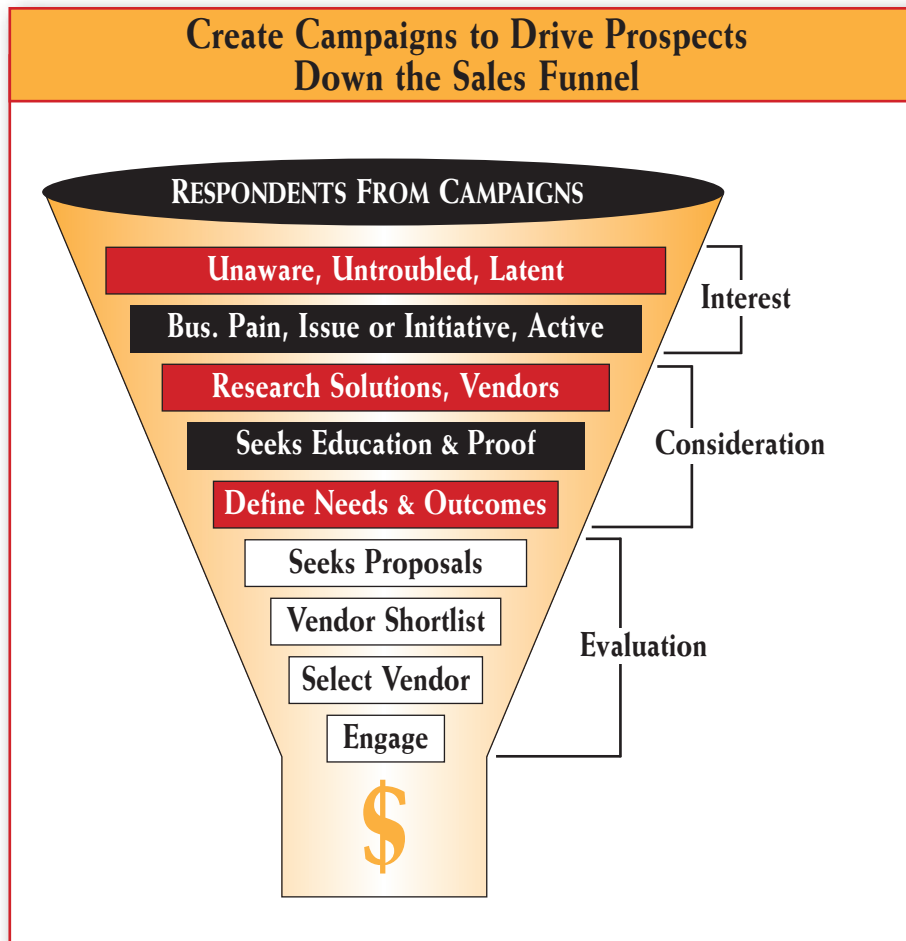 Create Campaigns to Drive Prospects
Down the Sales Funnel
RESPONDENTS FROM CAMPAIGNS
Unaware, Untroubled, Latent
Bus. Pain, Issue or Initiative, Active
Interest
Research Solutions, Vendors
Seeks Education & Proof
Define Needs & Outcomes
Consideration
Seeks Proposals
Vendor Shortlist
Select Vendor
Engage
Evaluation
$